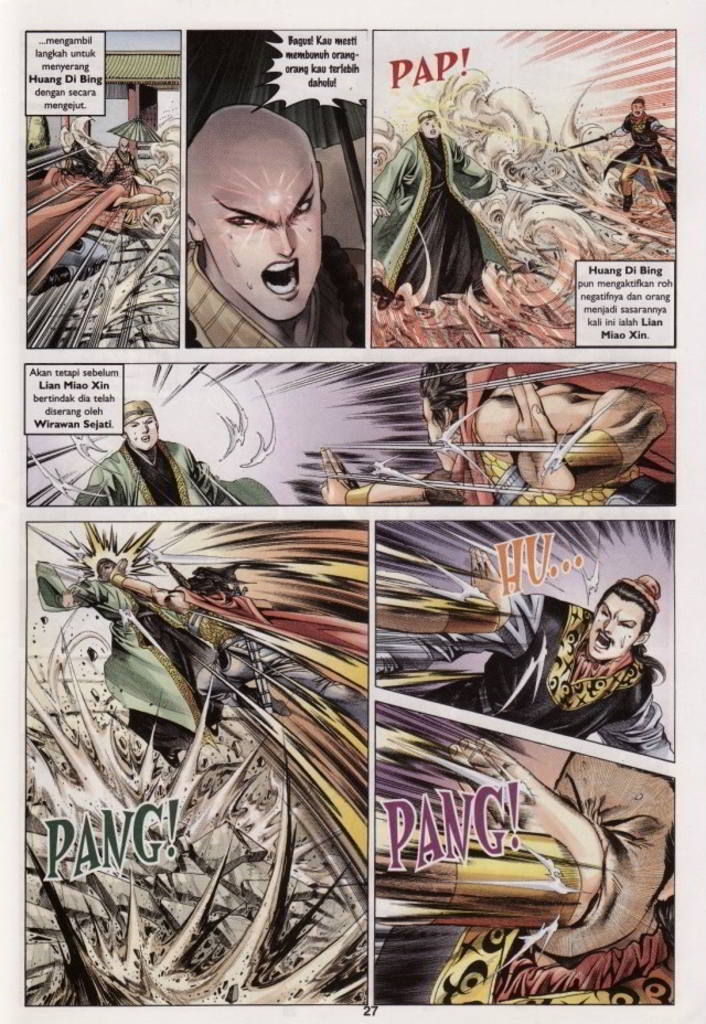 ...mengambil
langkah untuk
menyerang
Huang Di Bing
dengan secara
mengejut.
Bagus! Kau mesti
membunuh orang-
orang kau terlebih
dahulu!
PAP!
Huang Di Bing
pun mengaktifkan roh
negatifnya dan orang
menjadi sasarannya
kali ini ialah Lian
Miao Xin.
Akan tetapi sebelum
Lian Miao Xin
bertindak dia telah
diserang oleh
Wirawan Sejati.
PANG!
HU...
PANG!
27